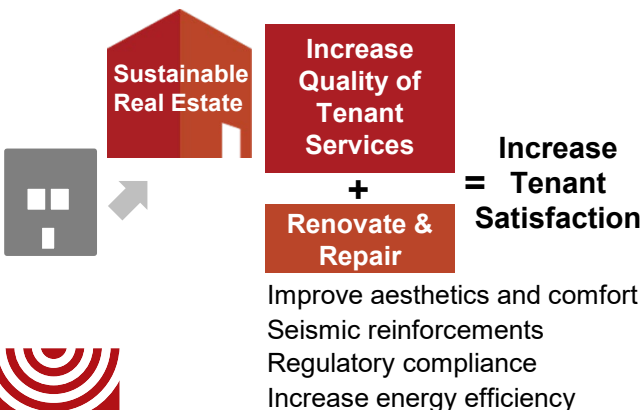 Sustainable
Real Estate
Increase
Quality of
Tenant
Services
+
Renovate &
Repair
= Increase
Tenant
Satisfaction
Improve aesthetics and comfort
Seismic reinforcements
Regulatory compliance
Increase energy efficiency